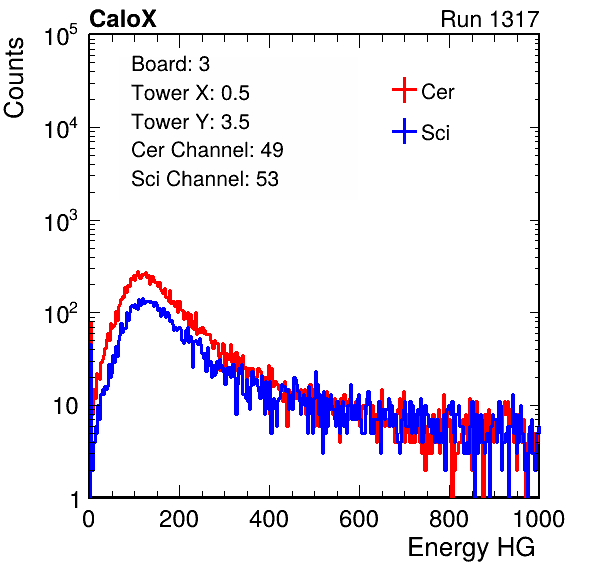 CaloX Run 1317
Counts
Board: 3
Tower X: 0.5
Tower Y: 3.5
Cer Channel: 49
Sci Channel: 53
Cer
Sci
10^5
10^4
10^3
10^2
10
1
0 200 400 600 800 1000
Energy HG